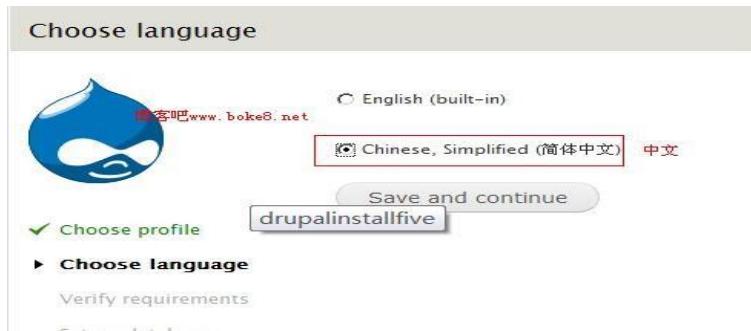 Choose language
English (built-in)
客吧www.boke8.net
Chinese, Simplified (简体中文)
中文
Save and continue
drupalinstallfive
Choose profile
Choose language
Verify requirements